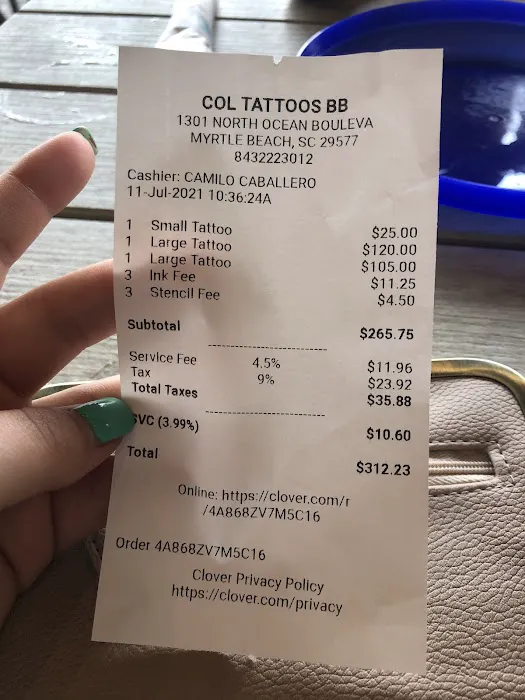 COL TATTOOS BB
1301 NORTH OCEAN BOULEVA
MYRTLE BEACH, SC 29577
8432223012
Cashier: CAMILO CABALLERO
11-Jul-2021 10:36:24A
1 Small Tattoo $25.00
1 Large Tattoo $120.00
1 Large Tattoo $105.00
3 Ink Fee $11.25
3 Stencil Fee $4.50
Subtotal $265.75
Service Fee 4.5% $11.96
Tax 9% $23.92
Total Taxes $35.88
SVC (3.99%) $10.60
Total $312.23
Online: https://clover.com/r
/4A868ZV7M5C16
Order 4A868ZV7M5C16
Clover Privacy Policy
https://clover.com/privacy